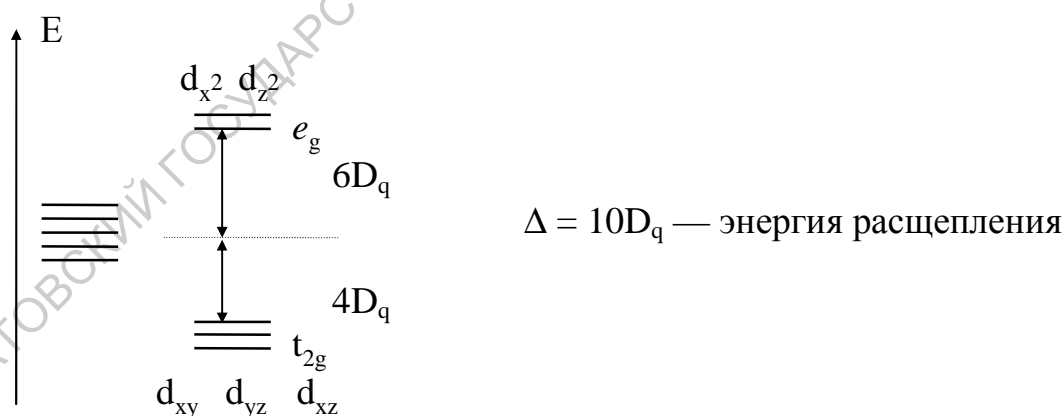 E
d_x² d_z²
e_g
6D_q
Δ = 10D_q — энергия расщепления
4D_q
t_2g
d_xy d_yz d_xz